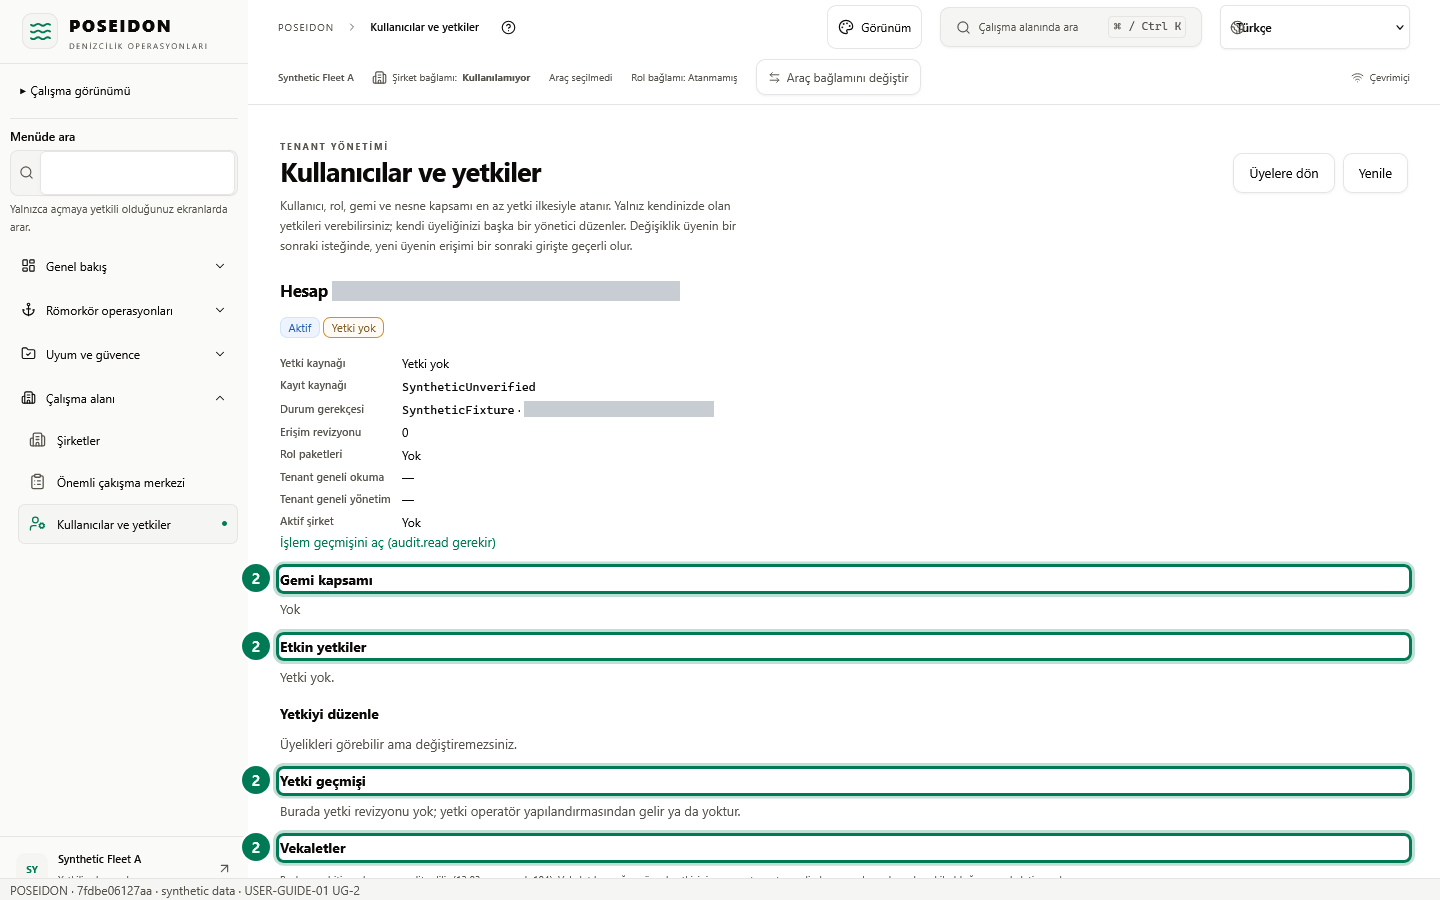 POSEIDON
DENİZCİLİK OPERASYONLARI
Çalışma görünümü
Menüde ara
Yalnızca açmaya yetkili olduğunuz ekranlarda
arar.
Genel bakış
Römorkör operasyonları
Uyum ve güvence
Çalışma alanı
Şirketler
Önemli çakışma merkezi
Kullanıcılar ve yetkiler
SY
Synthetic Fleet A
POSEIDON
Kullanıcılar ve yetkiler
Görünüm
Çalışma alanında ara
⌘ / Ctrl K
Türkçe
Synthetic Fleet A
Şirket bağlamı: Kullanılamıyor
Araç seçilmedi
Rol bağlamı: Atanmamış
Araç bağlamını değiştir
Çevrimiçi
TENANT YÖNETİMİ
Kullanıcılar ve yetkiler
Üyelere dön
Yenile
Kullanıcı, rol, gemi ve nesne kapsamı en az yetki ilkesiyle atanır. Yalnız kendinizde olan
yetkileri verebilirsiniz; kendi üyeliğinizi başka bir yönetici düzenler. Değişiklik üyenin bir
sonraki isteğinde, yeni üyenin erişimi bir sonraki girişte geçerli olur.
Hesap
Aktif
Yetki yok
Yetki kaynağı Yetki yok
Kayıt kaynağı SyntheticUnverified
Durum gerekçesi SyntheticFixture ·
Erişim revizyonu 0
Rol paketleri Yok
Tenant geneli okuma —
Tenant geneli yönetim —
Aktif şirket Yok
İşlem geçmişini aç (audit.read gerekir)
2 Gemi kapsamı
Yok
2 Etkin yetkiler
Yetki yok.
Yetkiyi düzenle
Üyelikleri görebilir ama değiştiremezsiniz.
2 Yetki geçmişi
Burada yetki revizyonu yok; yetki operatör yapılandırmasından gelir ya da yoktur.
2 Vekaletler
POSEIDON · 7fdbe06127aa · synthetic data · USER-GUIDE-01 UG-2